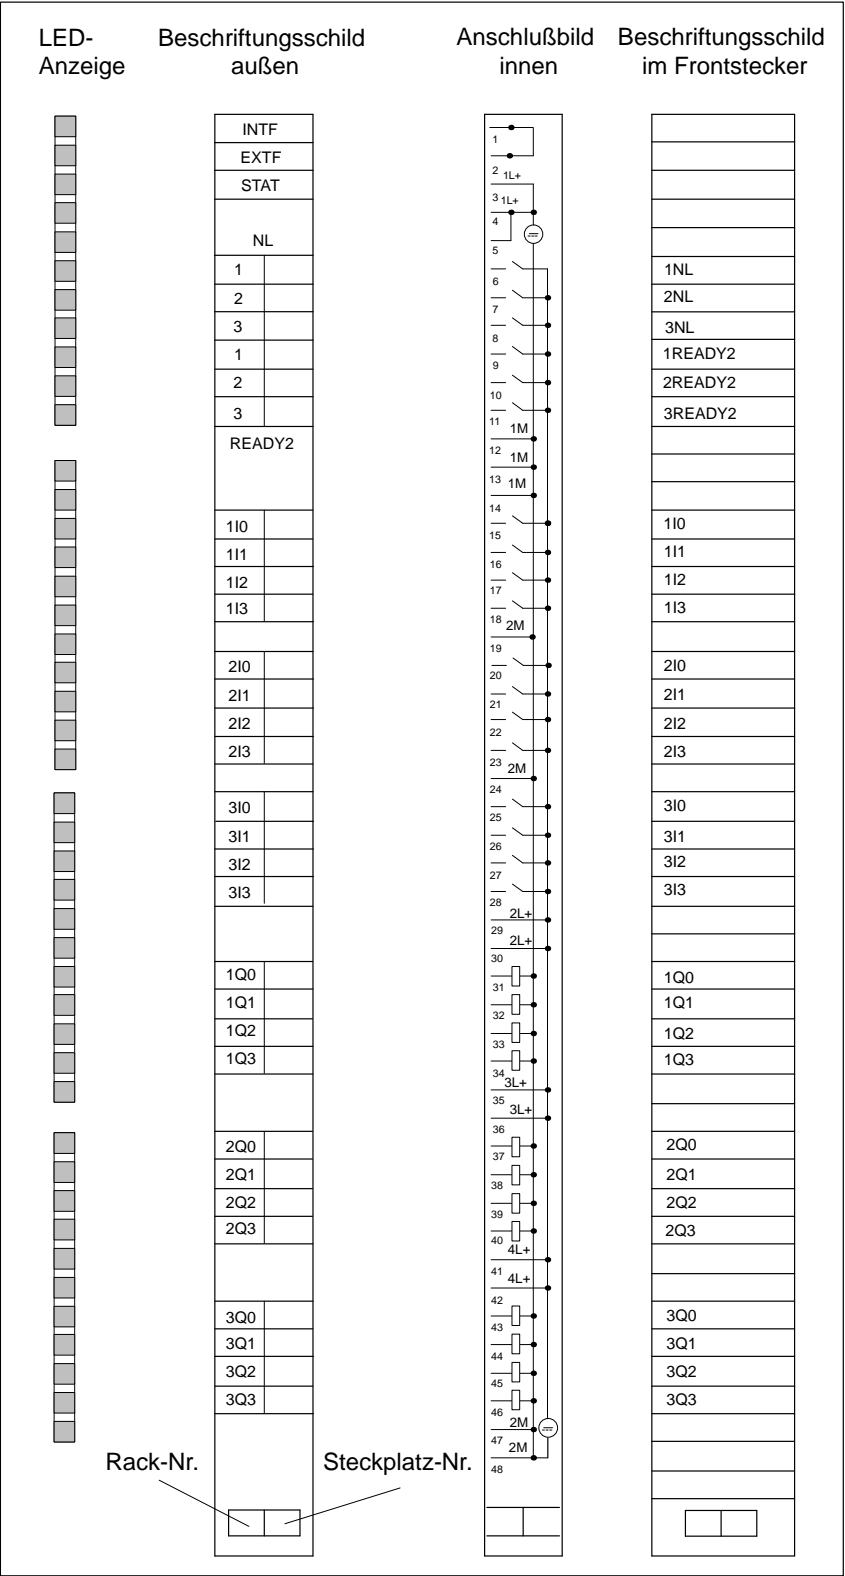 LED-
Anzeige
Beschriftungsschild
außen
Anschlußbild
innen
Beschriftungsschild
im Frontstecker
INTF
EXTF
STAT
NL
1
2
3
1
2
3
READY2
1I0
1I1
1I2
1I3
2I0
2I1
2I2
2I3
3I0
3I1
3I2
3I3
1Q0
1Q1
1Q2
1Q3
2Q0
2Q1
2Q2
2Q3
3Q0
3Q1
3Q2
3Q3
1
2 1L+
3 1L+
4
5
6
7
8
9
10
11 1M
12 1M
13 1M
14
15
16
17
18 2M
19
20
21
22
23 2M
24
25
26
27
28 2L+
29 2L+
30
31
32
33
34 3L+
35 3L+
36
37
38
39
40 4L+
41 4L+
42
43
44
45
46 2M
47 2M
48
1NL
2NL
3NL
1READY2
2READY2
3READY2
1I0
1I1
1I2
1I3
2I0
2I1
2I2
2I3
3I0
3I1
3I2
3I3
1Q0
1Q1
1Q2
1Q3
2Q0
2Q1
2Q2
2Q3
3Q0
3Q1
3Q2
3Q3
Rack-Nr.
Steckplatz-Nr.